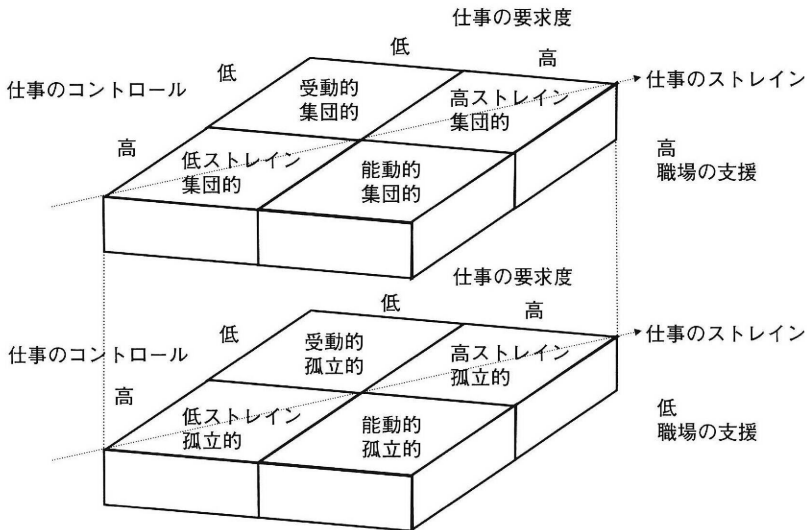 仕事の要求度
低
高
低
仕事のコントロール
仕事のストレイン
受動的
集団的
高ストレイン
集団的
高
低ストレイン
集団的
能動的
集団的
高
職場の支援
仕事の要求度
低
高
低
仕事のコントロール
仕事のストレイン
受動的
孤立的
高ストレイン
孤立的
高
低ストレイン
孤立的
能動的
孤立的
低
職場の支援